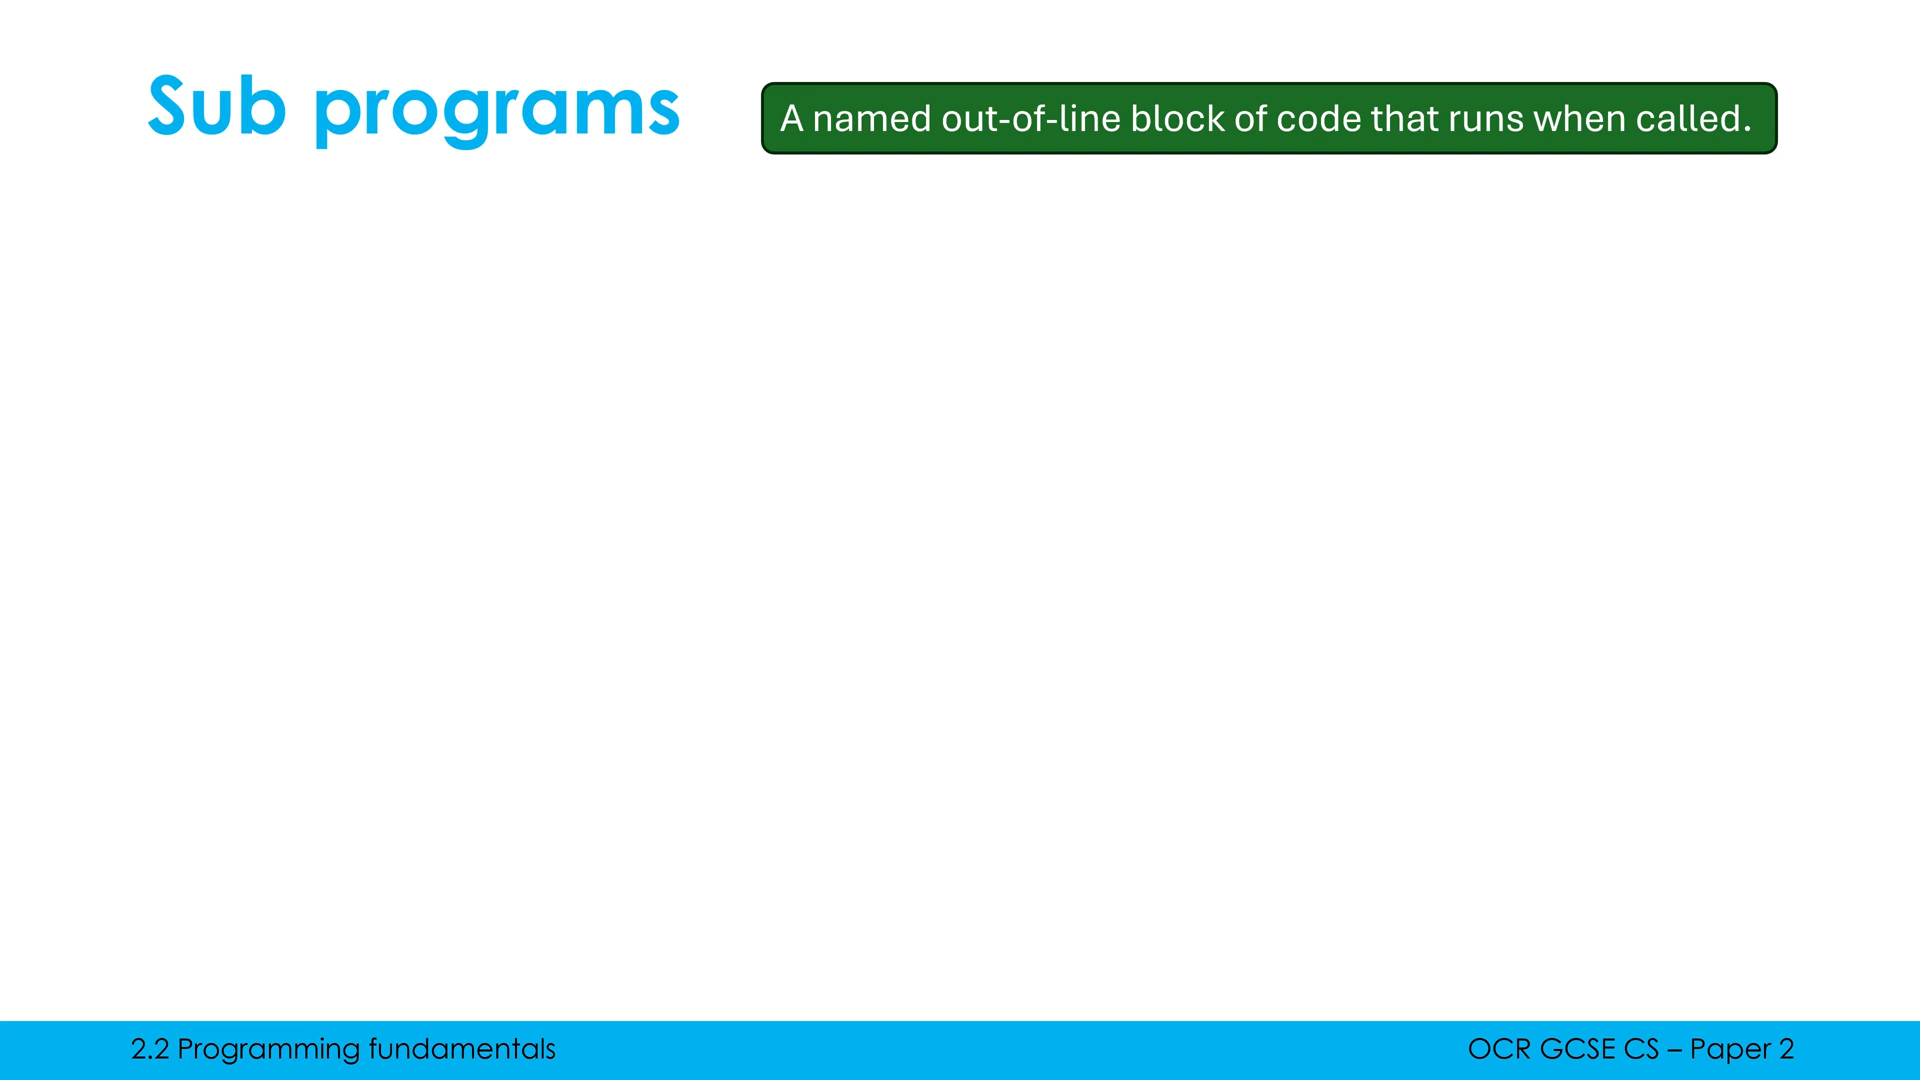 Sub programs
A named out-of-line block of code that runs when called.
2.2 Programming fundamentals
OCR GCSE CS – Paper 2